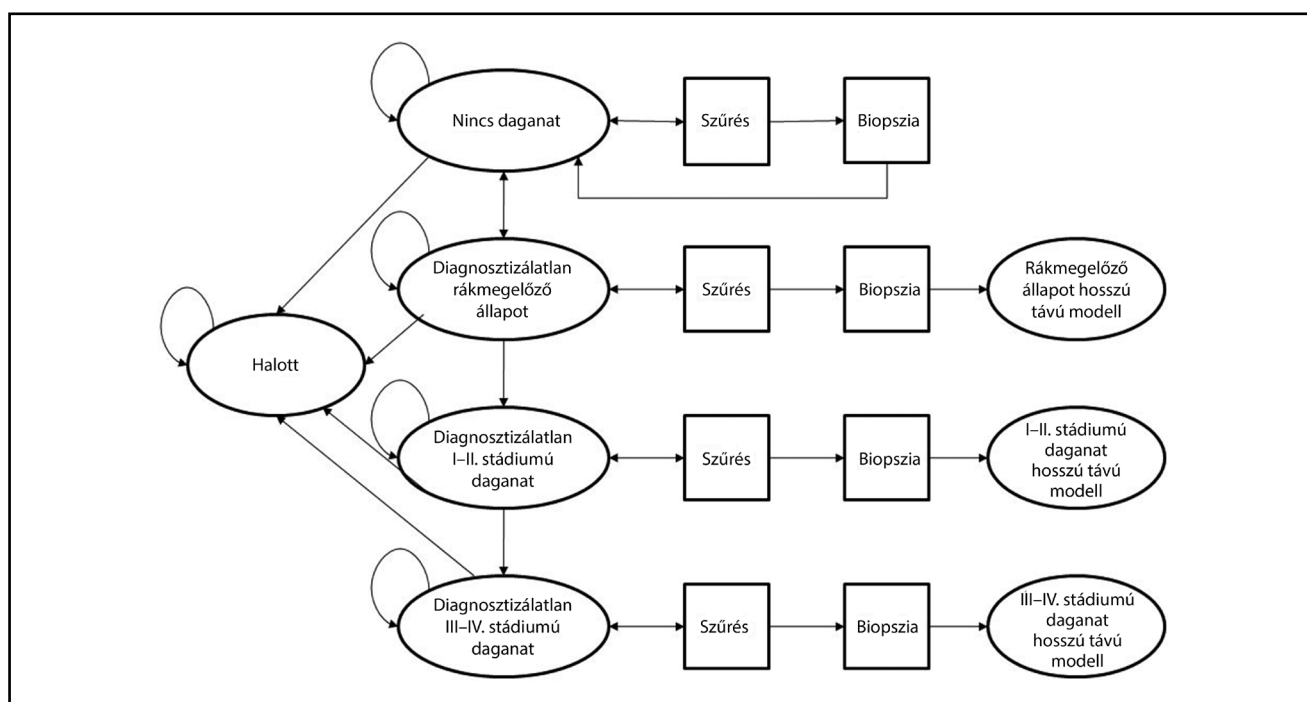 Nincs daganat
Szűrés
Biopszia
Diagnosztizálatlan
rákmegelőző
állapot
Szűrés
Biopszia
Rákmegelőző
állapot hosszú
távú modell
Halott
Diagnosztizálatlan
I–II. stádiumú
daganat
Szűrés
Biopszia
I–II. stádiumú
daganat
hosszú távú
modell
Diagnosztizálatlan
III–IV. stádiumú
daganat
Szűrés
Biopszia
III–IV. stádiumú
daganat
hosszú távú
modell